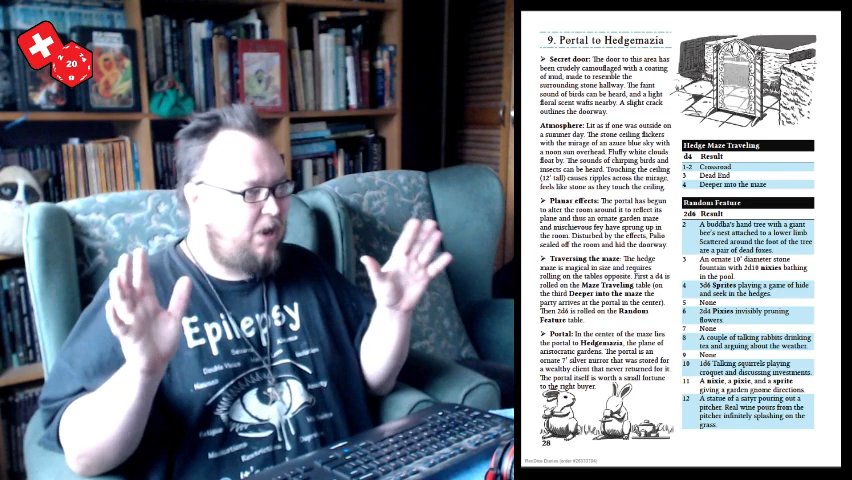 20
Epilepsy
9. Portal to Hedgemazia
➤ Secret door: The door to this area has
been crudely camouflaged with a coating
of mud, made to resemble the
surrounding stone hallway. The faint
sound of birds can be heard, and a light
floral scent wafts nearby. A slight crack
outlines the doorway.
Atmosphere: Lit as if one was outside on
a summer day. The stone ceiling flickers
with the mirage of an azure blue sky with
a noon sun overhead. Fluffy white clouds
float by. The sounds of chirping birds and
insects can be heard. Touching the ceiling
(12' tall) causes ripples across the mirage,
feels like stone as they touch the ceiling.
➤ Planar effects: The portal has begun
to alter the room around it to reflect its
plane and thus an ornate garden maze
and mischievous fey have sprung up in
the room. Disturbed by the effects, Palio
sealed off the room and hid the doorway.
➤ Traversing the maze: The hedge
maze is magical in size and requires
rolling on the tables opposite. First a d4 is
rolled on the Maze Traveling table (on
the third Deeper into the maze the
party arrives at the portal in the center).
Then 2d6 is rolled on the Random
Feature table.
➤ Portal: In the center of the maze lies
the portal to Hedgemazia, the plane of
aristocratic gardens. The portal is an
ornate 7' silver mirror that was stored for
a wealthy client that never returned for it.
The portal itself is worth a small fortune
to the right buyer.
28
Hedge Maze Traveling
d4 Result
1-2 Crossroad
3 Dead End
4 Deeper into the maze
Random Feature
2d6 Result
2 A buddha's hand tree with a giant
bee's nest attached to a lower limb.
Scattered around the foot of the tree
are a pair of dead foxes.
3 An ornate 10' diameter stone
fountain with 2d10 nixies bathing
in the pool.
4 3d6 Sprites playing a game of hide
and seek in the hedges.
5 None
6 2d4 Pixies invisibly pruning
flowers.
7 None
8 A couple of talking rabbits drinking
tea and arguing about the weather.
9 None
10 1d6 Talking squirrels playing
croquet and discussing investments.
11 A nixie, a pixie, and a sprite
giving a garden gnome directions.
12 A statue of a satyr pouring out a
pitcher. Real wine pours from the
pitcher infinitely splashing on the
grass.